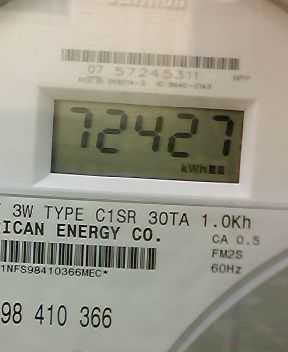 07 57245311 HPP
72427
kWh
3W TYPE C1SR 30TA 1.0Kh
ICAN ENERGY CO.
CA 0.5
FM2S
60Hz
1NFS98410366MEC*
98 410 366